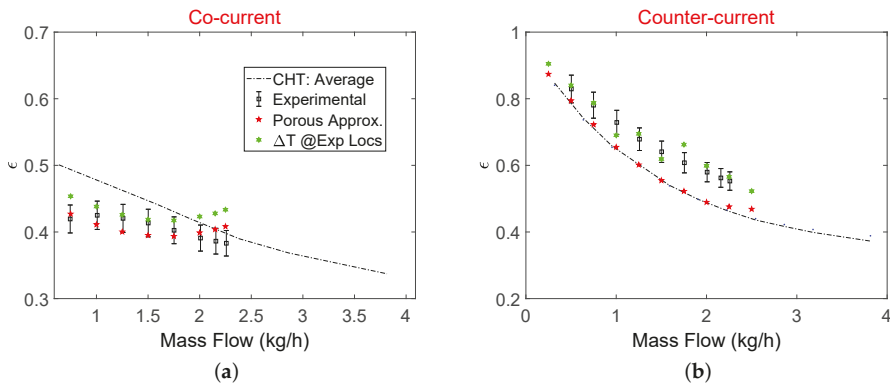 Co-current
0.7
0.6
0.5
0.4
0.3
ϵ
1 1.5 2 2.5 3 3.5 4
Mass Flow (kg/h)
CHT: Average
Experimental
Porous Approx.
ΔT @Exp Locs
(a)
Counter-current
1
0.8
0.6
0.4
0.2
ϵ
0 1 2 3 4
Mass Flow (kg/h)
(b)